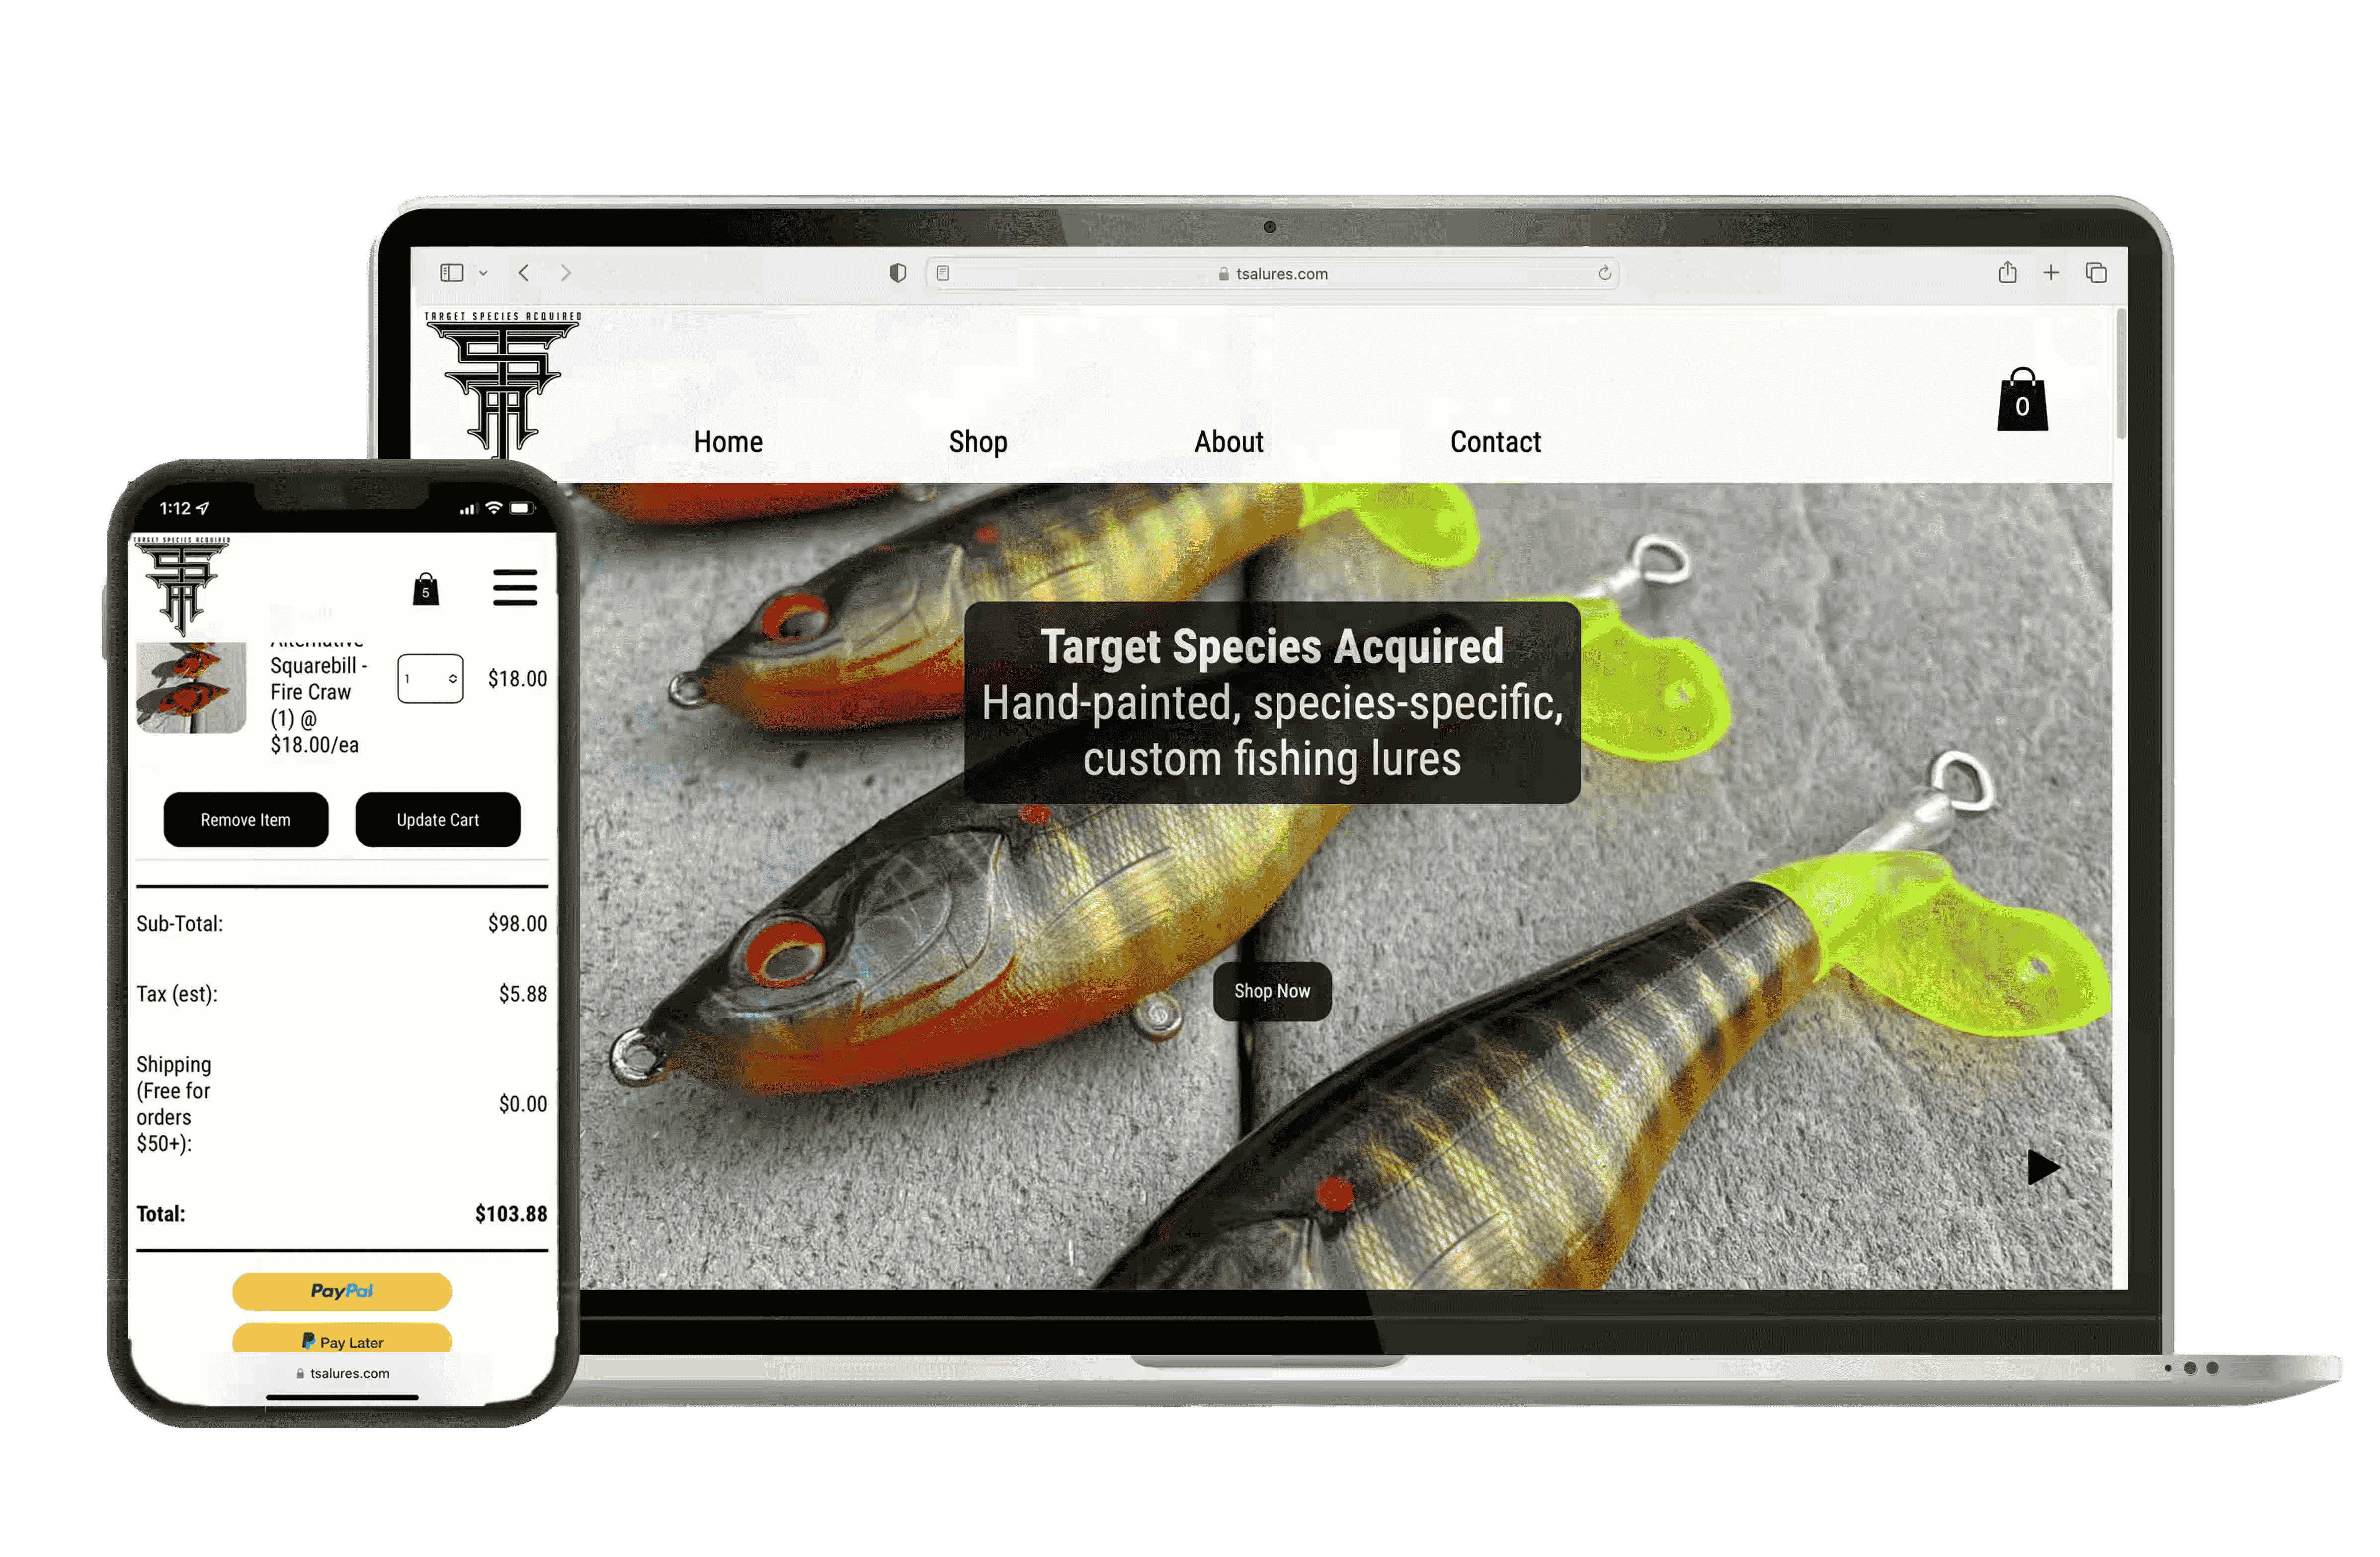 tsalures.com
TARGET SPECIES ACQUIRED
TSA
0
Home
Shop
About
Contact
Target Species Acquired
Hand-painted, species-specific,
custom fishing lures
Shop Now
1:12
TARGET SPECIES ACQUIRED
TSA
5
Alternative
Squarebill -
Fire Craw
(1) @
$18.00/ea
1
$18.00
Remove Item
Update Cart
Sub-Total:
$98.00
Tax (est):
$5.88
Shipping
(Free for
orders
$50+):
$0.00
Total:
$103.88
PayPal
Pay Later
tsalures.com